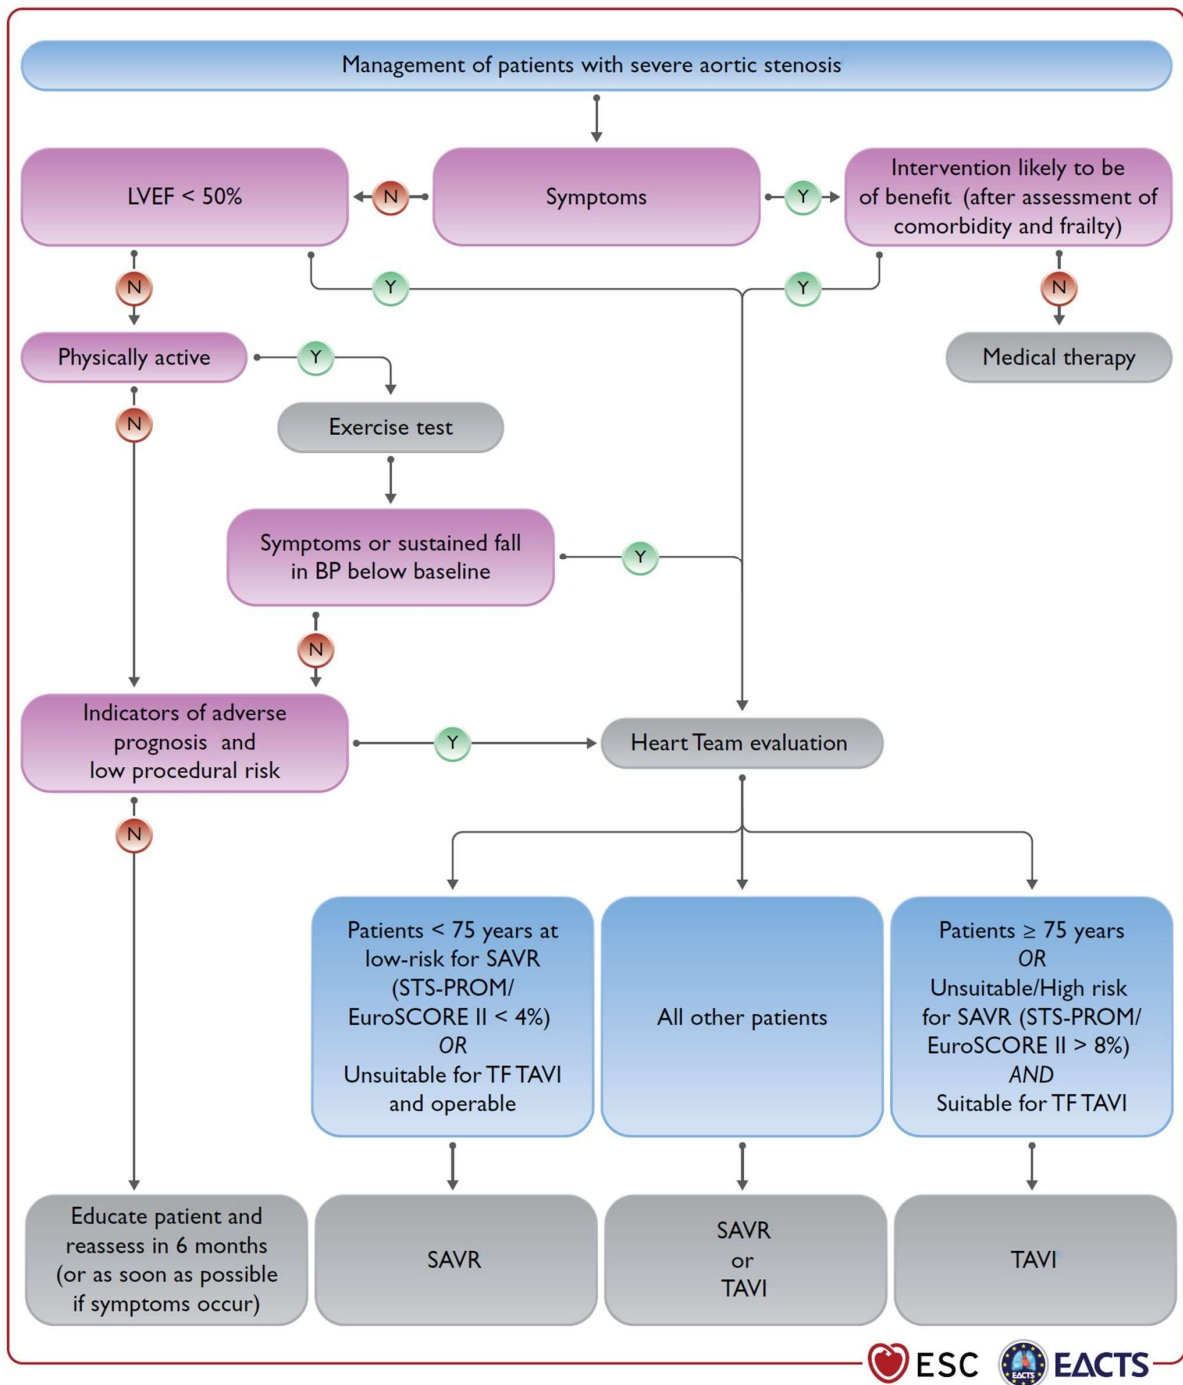 Management of patients with severe aortic stenosis
LVEF < 50%
N
Symptoms
Y
Intervention likely to be
of benefit (after assessment of
comorbidity and frailty)
N
Y
Y
N
Physically active
Y
Medical therapy
N
Exercise test
Symptoms or sustained fall
in BP below baseline
Y
N
Indicators of adverse
prognosis and
low procedural risk
Y
Heart Team evaluation
N
Patients < 75 years at
low-risk for SAVR
(STS-PROM/
EuroSCORE II < 4%)
OR
Unsuitable for TF TAVI
and operable
All other patients
Patients ≥ 75 years
OR
Unsuitable/High risk
for SAVR (STS-PROM/
EuroSCORE II > 8%)
AND
Suitable for TF TAVI
Educate patient and
reassess in 6 months
(or as soon as possible
if symptoms occur)
SAVR
SAVR
or
TAVI
TAVI
ESC
EACTS
EACTS